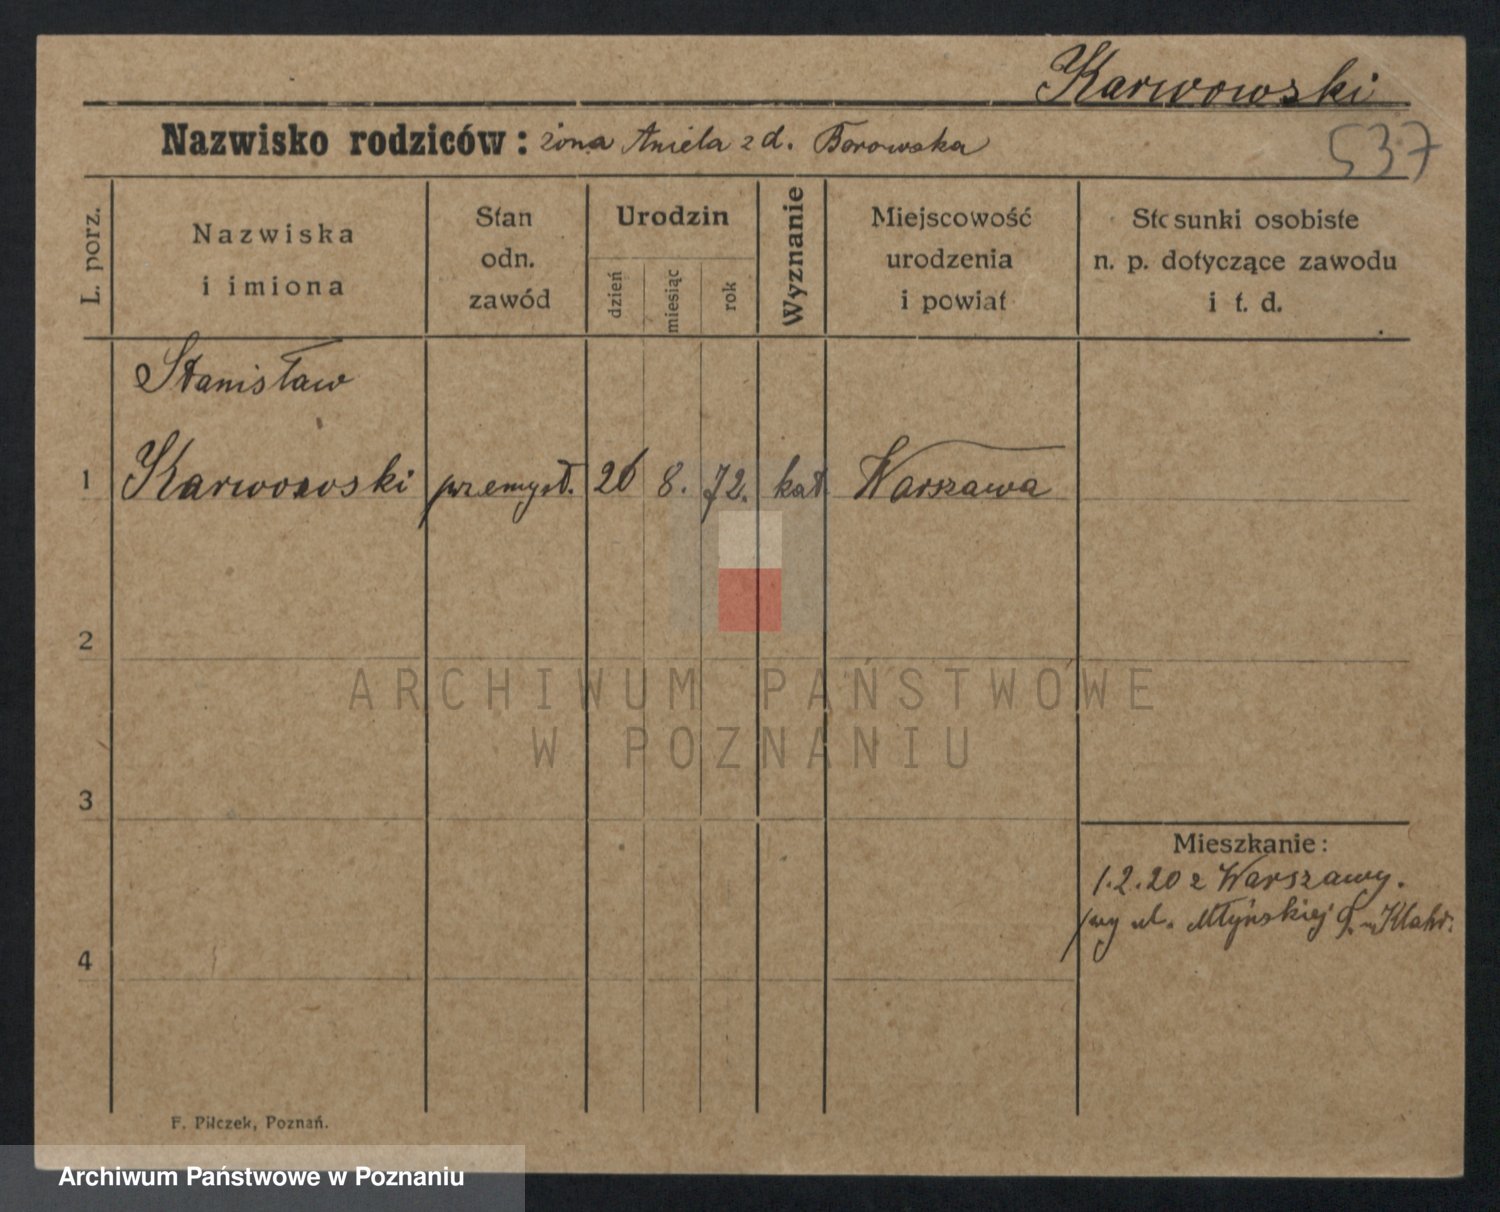 Karwowski
Nazwisko rodziców: żona Aniela z d. Borowska
537
L. porz.
Nazwiska
i imiona
Stan
odn.
zawód
Urodzin
dzień
miesiąc
rok
Wyznanie
Miejscowość
urodzenia
i powiat
Stosunki osobiste
n. p. dotyczące zawodu
i t. d.
Stanisław
1 Karwowski przemysł. 26 8. 72. kat. Warszawa
2
ARCHIWUM PAŃSTWOWE
W POZNANIU
3
Mieszkanie:
1.2.20 z Warszawy.
ul. Młyńskiej
4
F. Pilczek, Poznań.
Archiwum Państwowe w Poznaniu